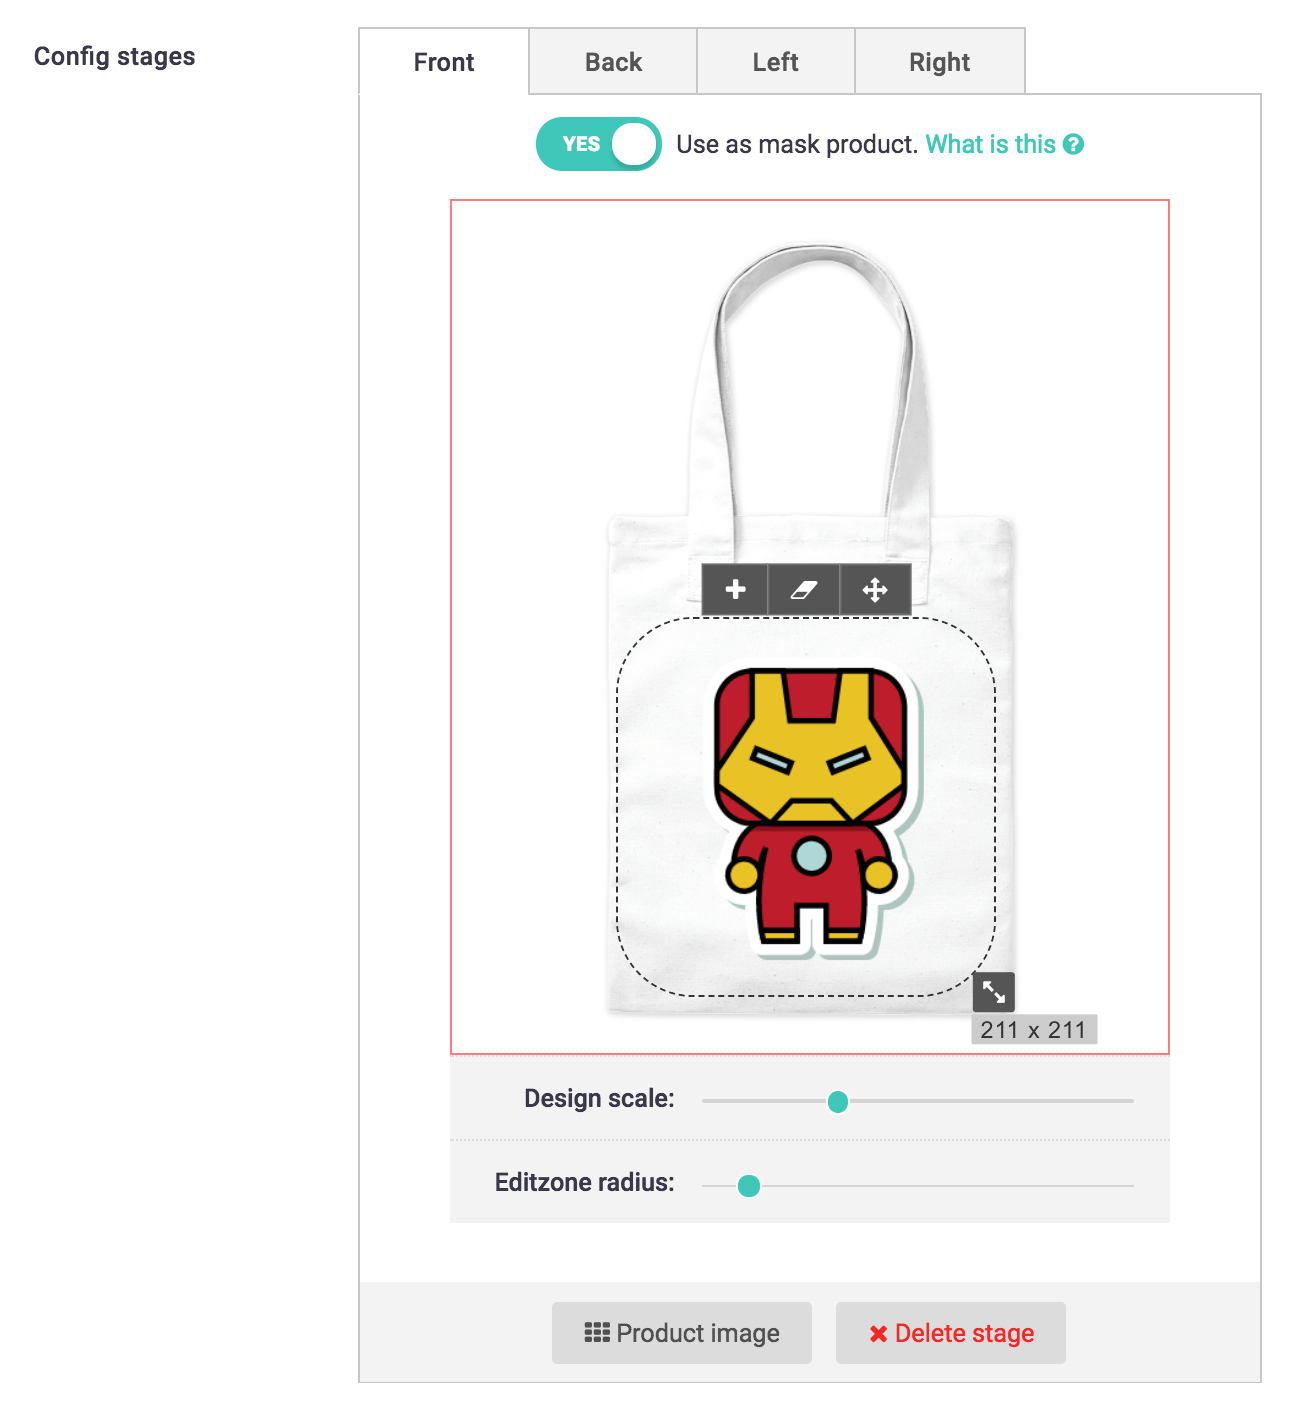 Config stages
Front
Back
Left
Right
YES
Use as mask product. What is this
211 x 211
Design scale:
Editzone radius:
Product image
Delete stage